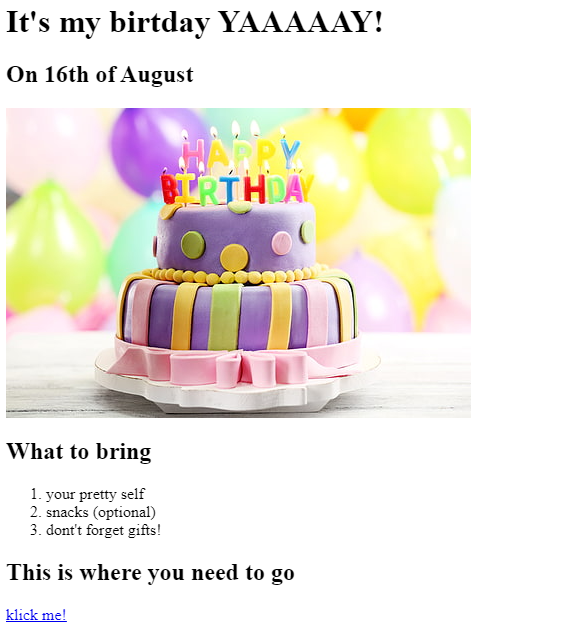 It's my birtday YAAAAAY!
On 16th of August
HAPPY
BIRTHDAY
What to bring
1. your pretty self
2. snacks (optional)
3. dont't forget gifts!
This is where you need to go
klick me!